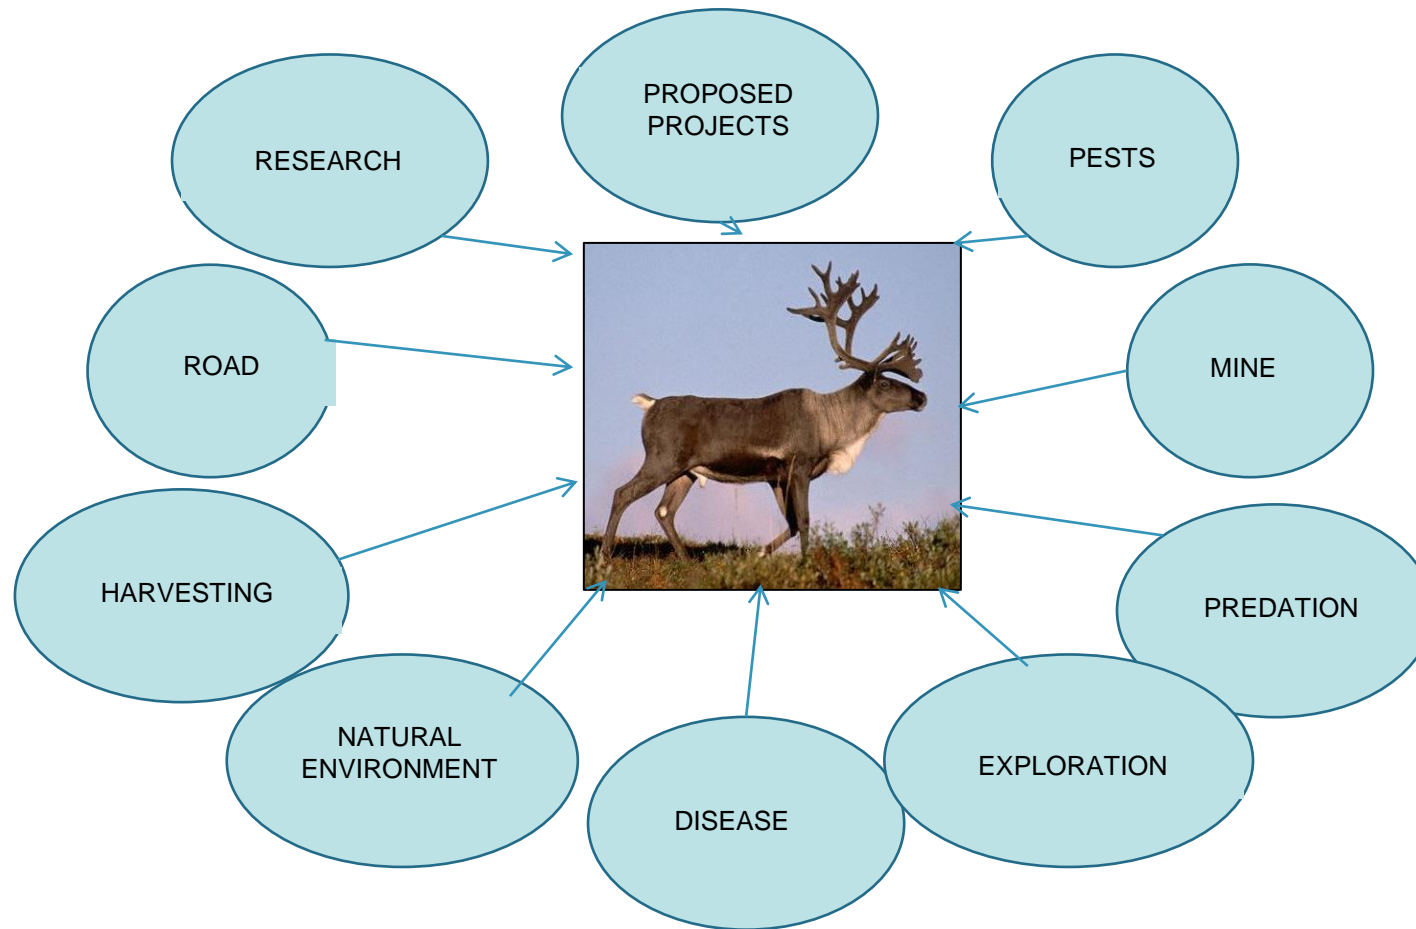 PROPOSED
PROJECTS
RESEARCH
PESTS
ROAD
MINE
HARVESTING
PREDATION
NATURAL
ENVIRONMENT
EXPLORATION
DISEASE